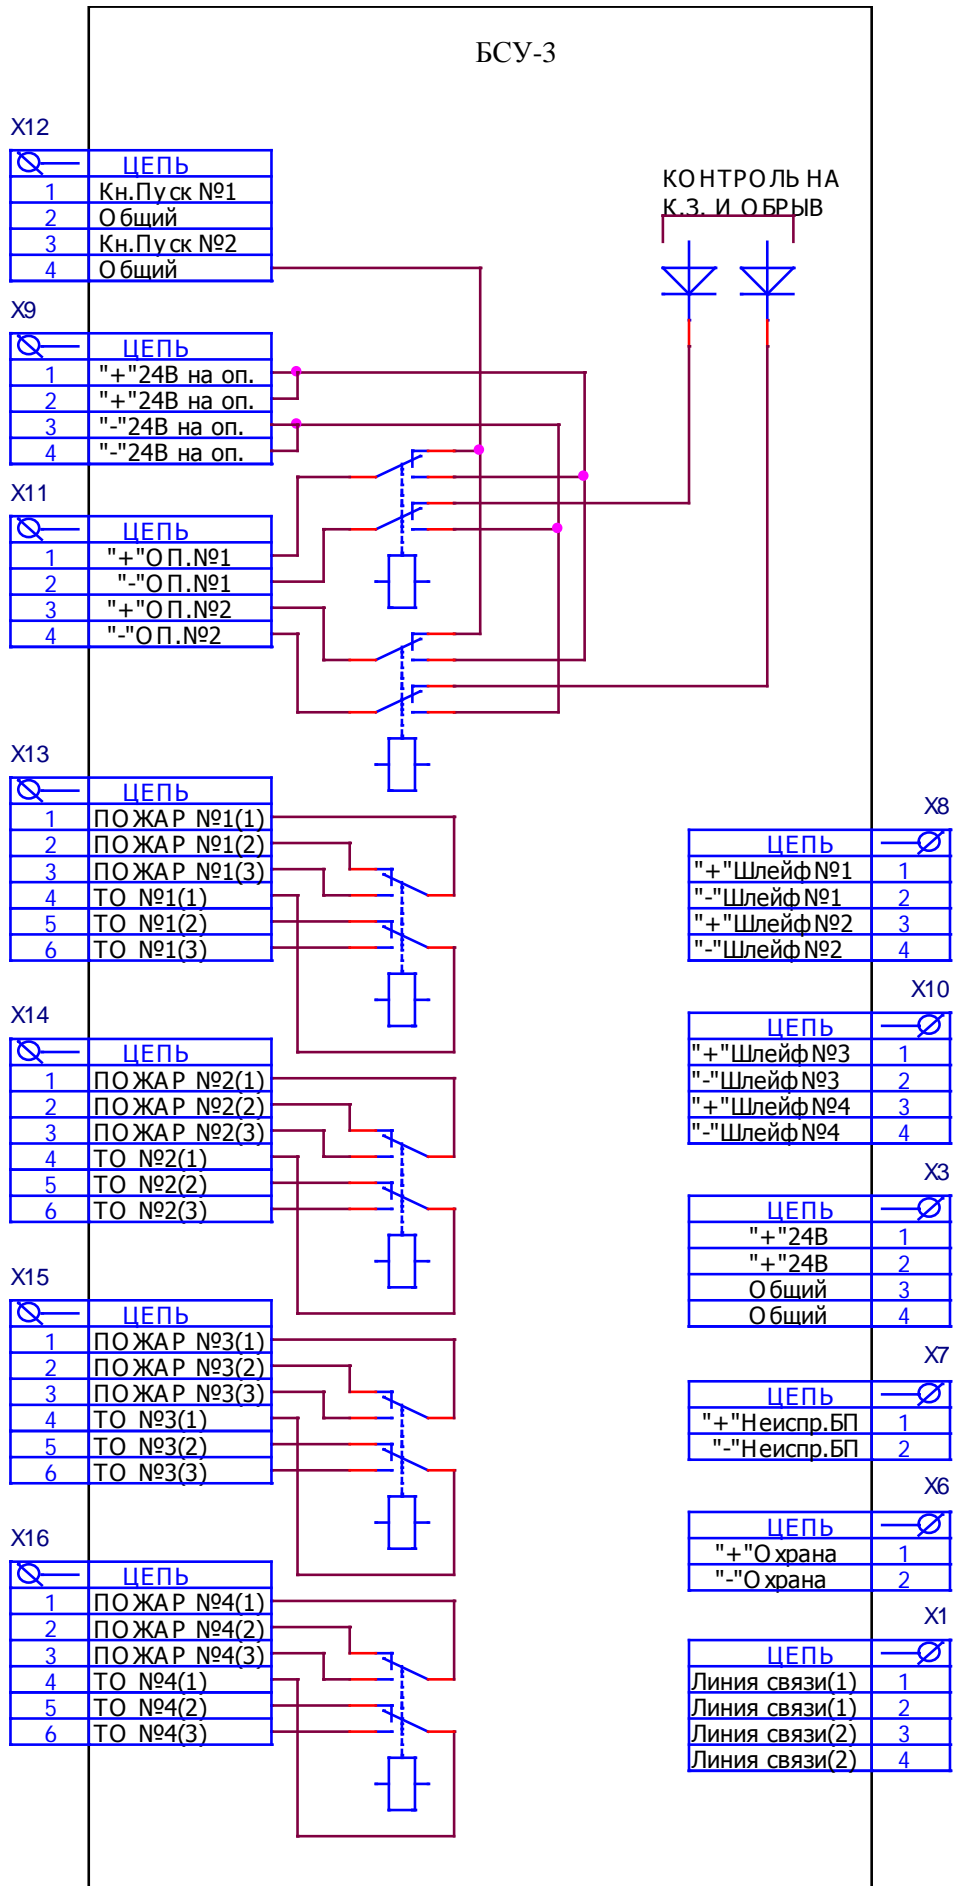 БСУ-3
X12
ЦЕПЬ
1 Кн.Пуск №1
2 Общий
3 Кн.Пуск №2
4 Общий
КОНТРОЛЬ НА
К.З. И ОБРЫВ
X9
ЦЕПЬ
1 "+"24В на оп.
2 "+"24В на оп.
3 "-"24В на оп.
4 "-"24В на оп.
X11
ЦЕПЬ
1 "+"ОП.№1
2 "-"ОП.№1
3 "+"ОП.№2
4 "-"ОП.№2
X13
ЦЕПЬ
1 ПОЖАР №1(1)
2 ПОЖАР №1(2)
3 ПОЖАР №1(3)
4 ТО №1(1)
5 ТО №1(2)
6 ТО №1(3)
X14
ЦЕПЬ
1 ПОЖАР №2(1)
2 ПОЖАР №2(2)
3 ПОЖАР №2(3)
4 ТО №2(1)
5 ТО №2(2)
6 ТО №2(3)
X15
ЦЕПЬ
1 ПОЖАР №3(1)
2 ПОЖАР №3(2)
3 ПОЖАР №3(3)
4 ТО №3(1)
5 ТО №3(2)
6 ТО №3(3)
X16
ЦЕПЬ
1 ПОЖАР №4(1)
2 ПОЖАР №4(2)
3 ПОЖАР №4(3)
4 ТО №4(1)
5 ТО №4(2)
6 ТО №4(3)
X8
ЦЕПЬ
"+"Шлейф№1 1
"-"Шлейф№1 2
"+"Шлейф№2 3
"-"Шлейф№2 4
X10
ЦЕПЬ
"+"Шлейф№3 1
"-"Шлейф№3 2
"+"Шлейф№4 3
"-"Шлейф№4 4
X3
ЦЕПЬ
"+"24В 1
"+"24В 2
Общий 3
Общий 4
X7
ЦЕПЬ
"+"Неиспр.БП 1
"-"Неиспр.БП 2
X6
ЦЕПЬ
"+"Охрана 1
"-"Охрана 2
X1
ЦЕПЬ
Линия связи(1) 1
Линия связи(1) 2
Линия связи(2) 3
Линия связи(2) 4